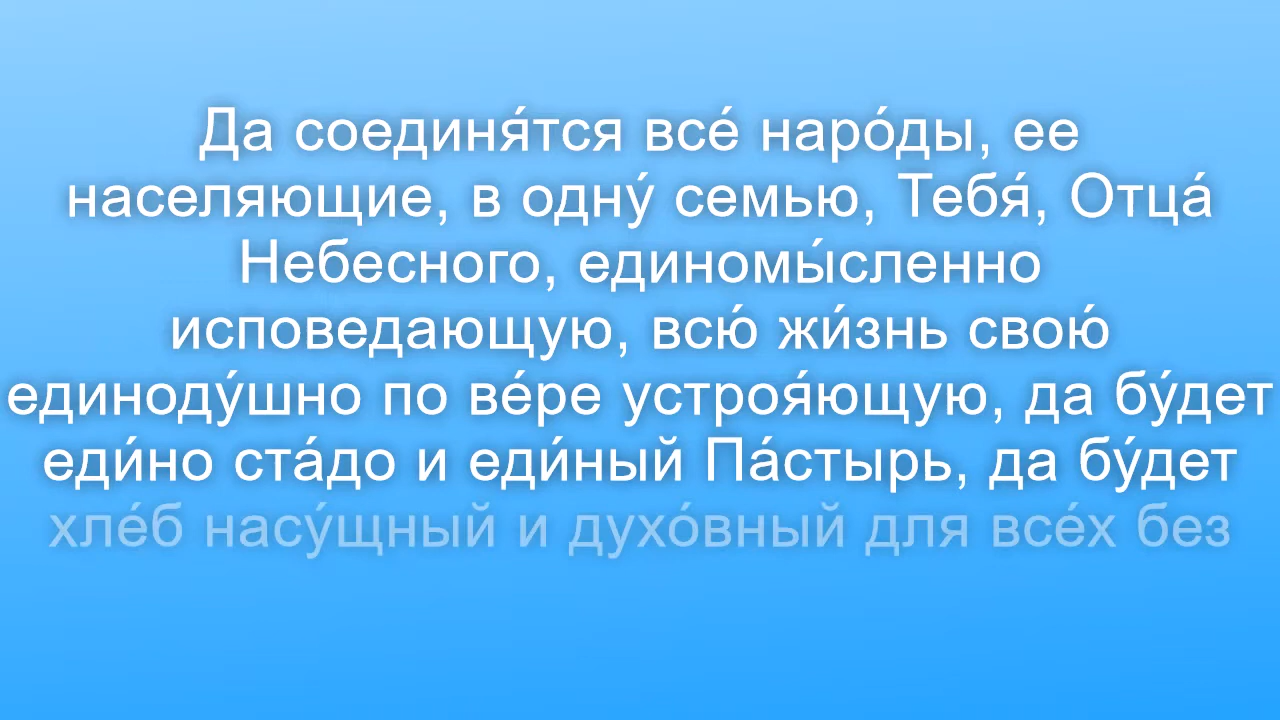 Да соединя́тся все́ наро́ды, ее
населяющие, в одну́ семью, Тебя́, Отца́
Небесного, единомы́сленно
исповедающую, всю́ жи́знь свою́
единоду́шно по ве́ре устроя́ющую, да бу́дет
еди́но ста́до и еди́ный Па́стырь, да бу́дет
хле́б насу́щный и духо́вный для все́х без